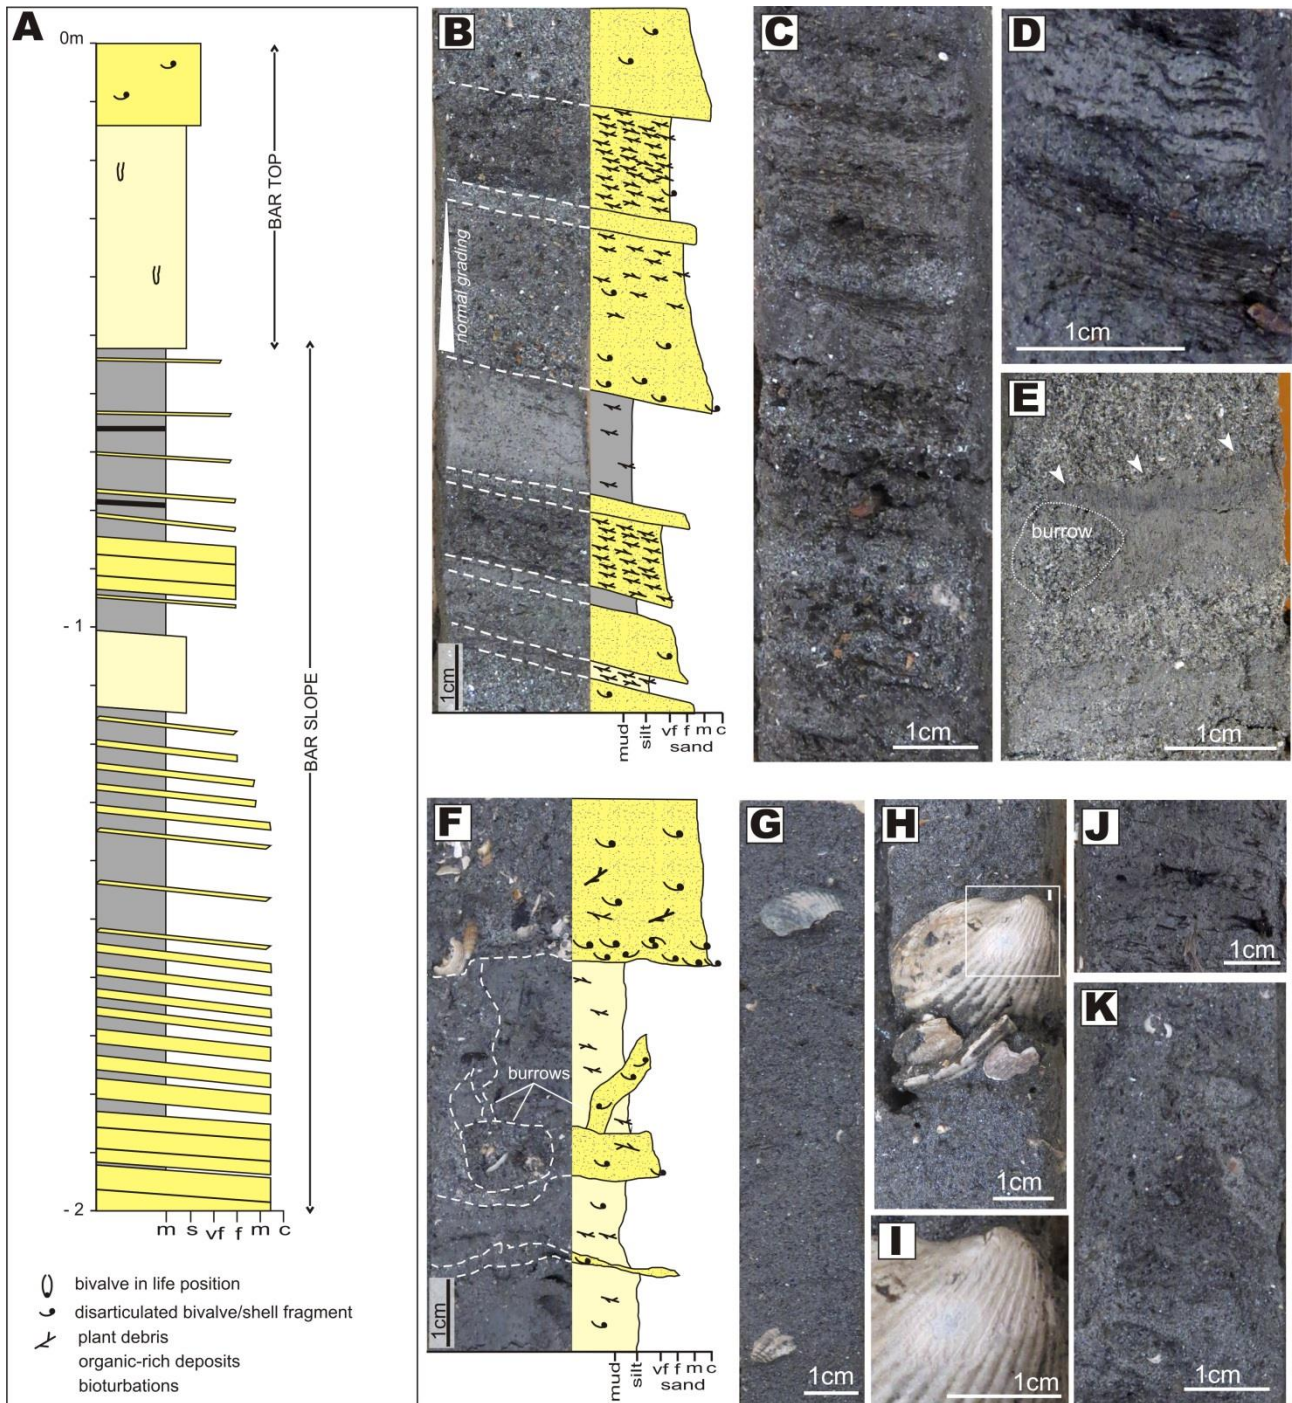 A
0m
BAR TOP
- 1
BAR SLOPE
- 2
m s vf f m c
bivalve in life position
disarticulated bivalve/shell fragment
plant debris
organic-rich deposits
bioturbations
B
normal grading
1cm
mud silt vf f m c
sand
C
1cm
D
1cm
E
burrow
1cm
F
burrows
1cm
mud silt vf f m c
sand
G
1cm
H
I
1cm
I
1cm
J
1cm
K
1cm